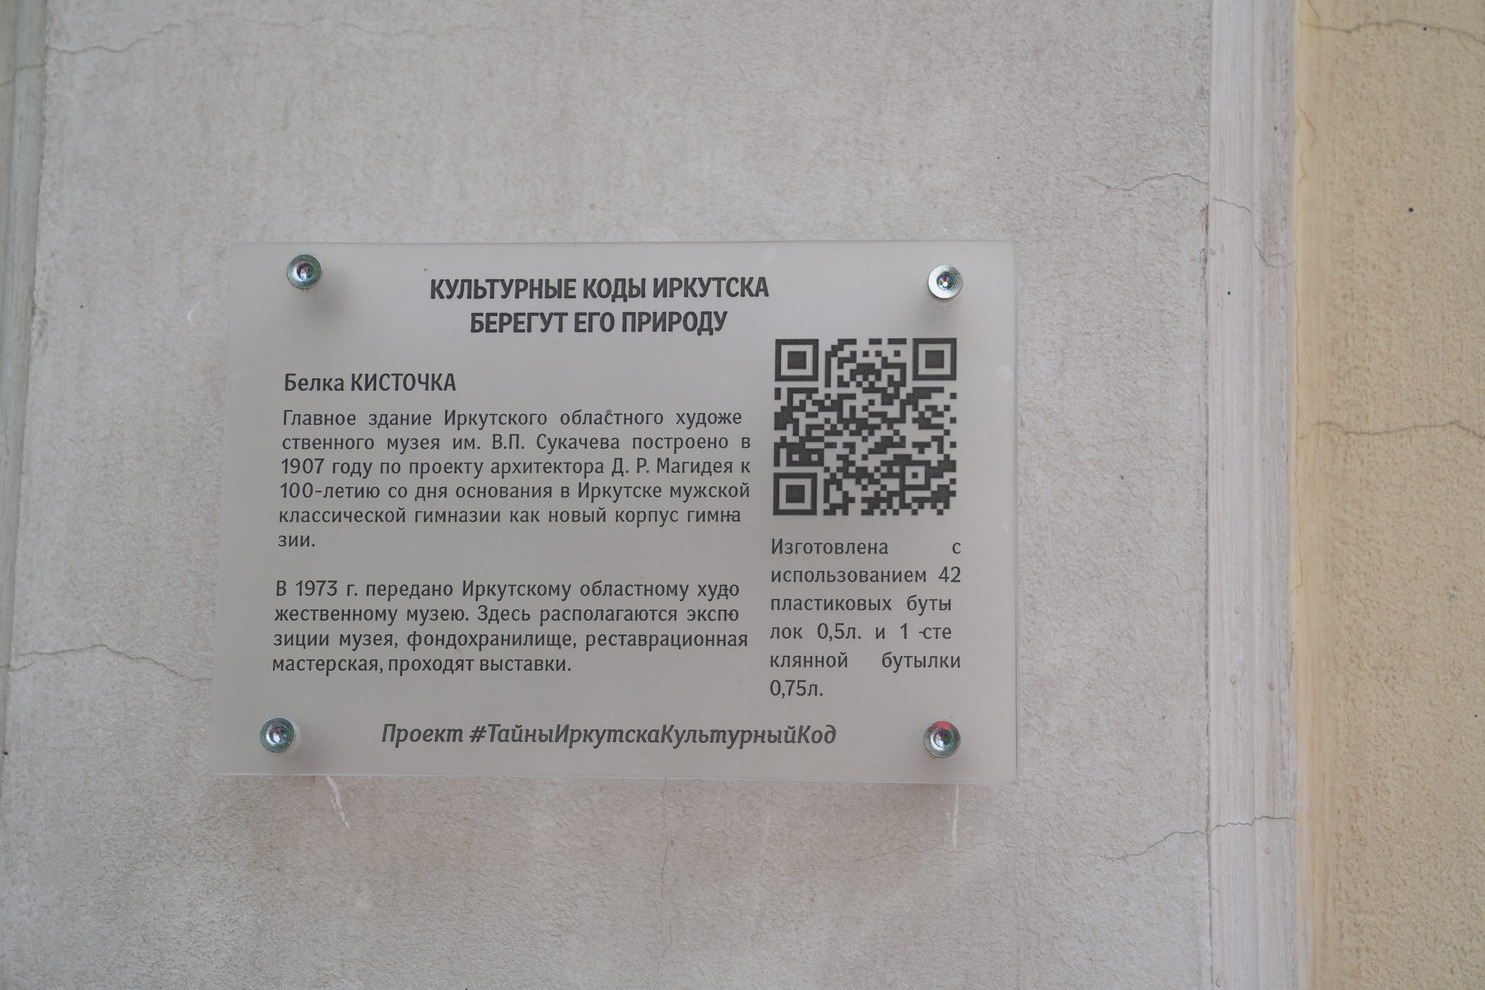 КУЛЬТУРНЫЕ КОДЫ ИРКУТСКА
БЕРЕГУТ ЕГО ПРИРОДУ
Белка КИСТОЧКА
Главное здание Иркутского областного художе
ственного музея им. В.П. Сукачева построено в
1907 году по проекту архитектора Д. Р. Магидея к
100-летию со дня основания в Иркутске мужской
классической гимназии как новый корпус гимна
зии.
В 1973 г. передано Иркутскому областному худо
жественному музею. Здесь располагаются экспо
зиции музея, фондохранилище, реставрационная
мастерская, проходят выставки.
Изготовлена с
использованием 42
пластиковых буты
лок 0,5л. и 1 -сте
клянной бутылки
0,75л.
Проект #ТайныИркутскаКультурныйКод